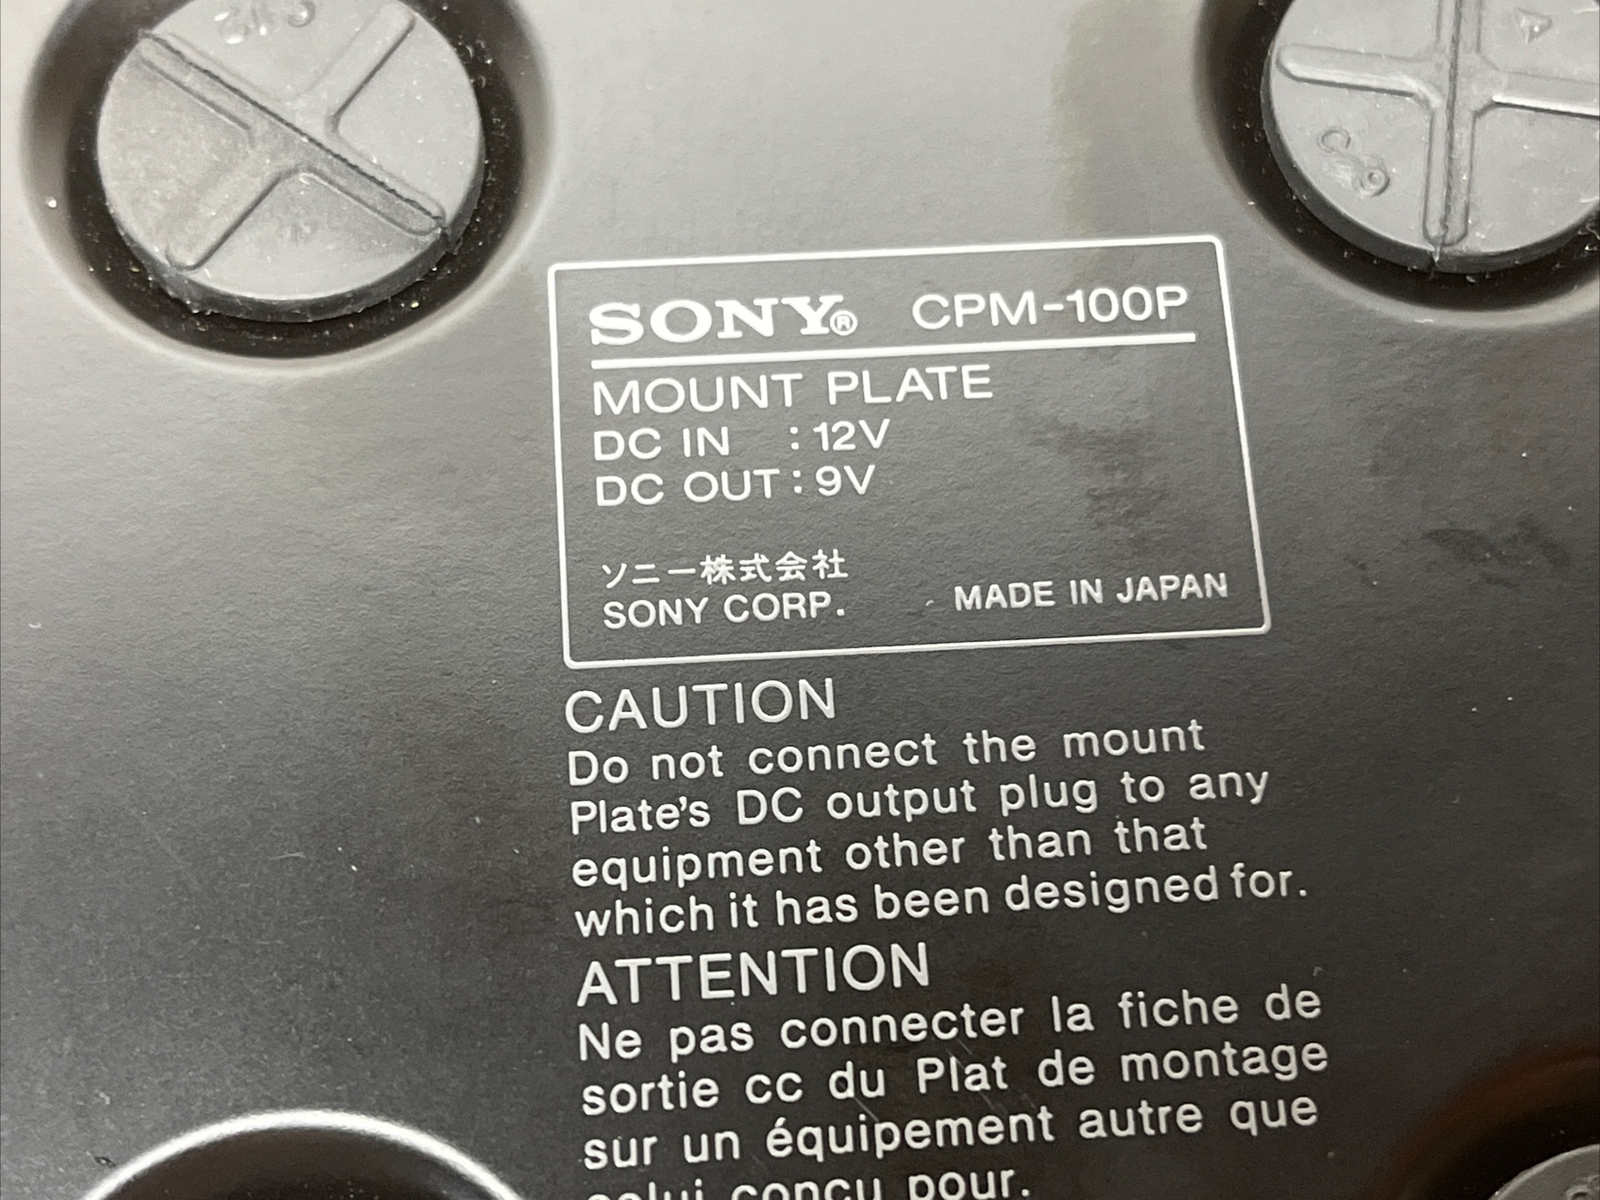 SONY® CPM-100P
MOUNT PLATE
DC IN : 12V
DC OUT : 9V
ソニー株式会社
SONY CORP. MADE IN JAPAN
CAUTION
Do not connect the mount
Plate's DC output plug to any
equipment other than that
which it has been designed for.
ATTENTION
Ne pas connecter la fiche de
sortie cc du Plat de montage
sur un équipement autre que
celui conçu pour.